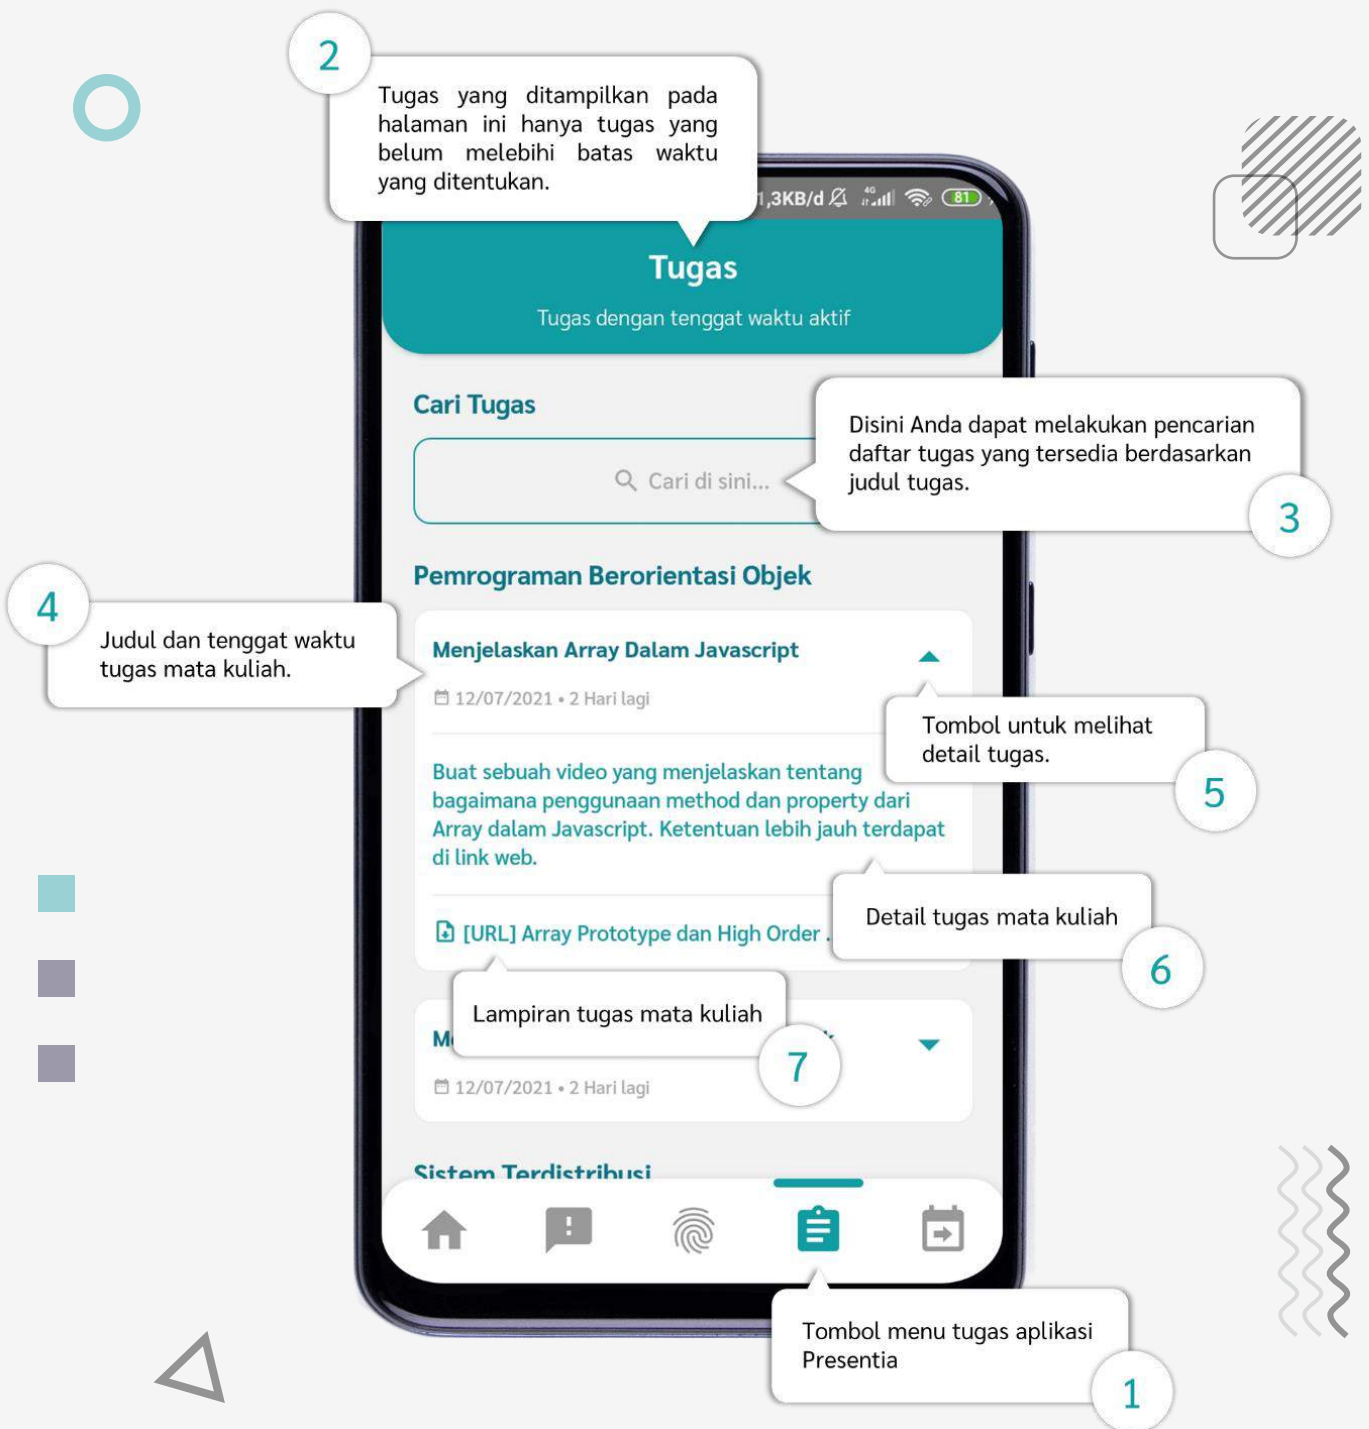 2
Tugas yang ditampilkan pada
halaman ini hanya tugas yang
belum melebihi batas waktu
yang ditentukan.
1,3KB/d 4G 81
Tugas
Tugas dengan tenggat waktu aktif
Cari Tugas
Cari di sini...
Disini Anda dapat melakukan pencarian
daftar tugas yang tersedia berdasarkan
judul tugas.
3
Pemrograman Berorientasi Objek
4
Judul dan tenggat waktu
tugas mata kuliah.
Menjelaskan Array Dalam Javascript
12/07/2021 • 2 Hari lagi
Tombol untuk melihat
detail tugas.
5
Buat sebuah video yang menjelaskan tentang
bagaimana penggunaan method dan property dari
Array dalam Javascript. Ketentuan lebih jauh terdapat
di link web.
Detail tugas mata kuliah
6
[URL] Array Prototype dan High Order .
Lampiran tugas mata kuliah
7
12/07/2021 • 2 Hari lagi
Sistem Terdistribusi
Tombol menu tugas aplikasi
Presentia
1